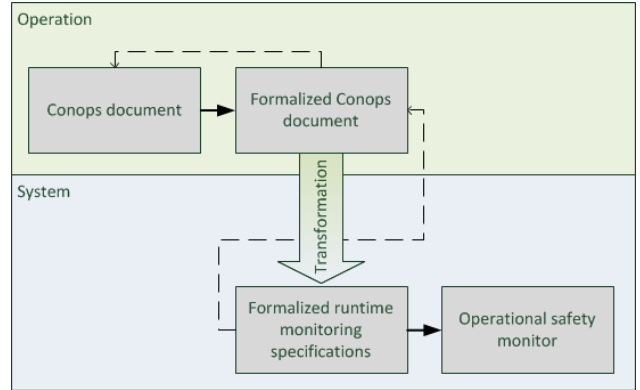 Operation
Conops document
Formalized Conops
document
Transformation
System
Formalized runtime
monitoring
specifications
Operational safety
monitor